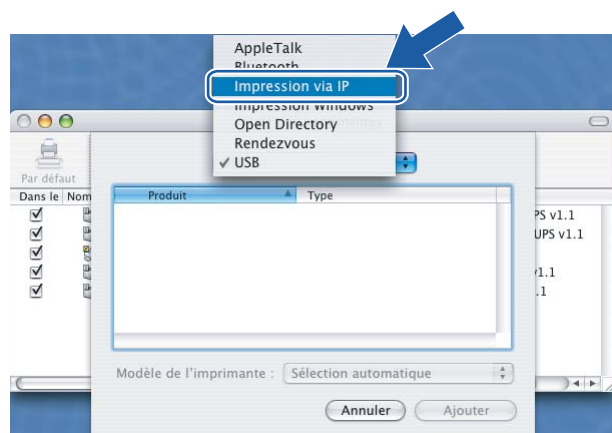 AppleTalk
Bluetooth
Impression via IP
Impression Windows
Open Directory
Rendezvous
✓ USB
Par défaut
Dans le Nom
Produit Type
PS v1.1
UPS v1.1
v1.1
.1
Modèle de l'imprimante : Sélection automatique
Annuler Ajouter